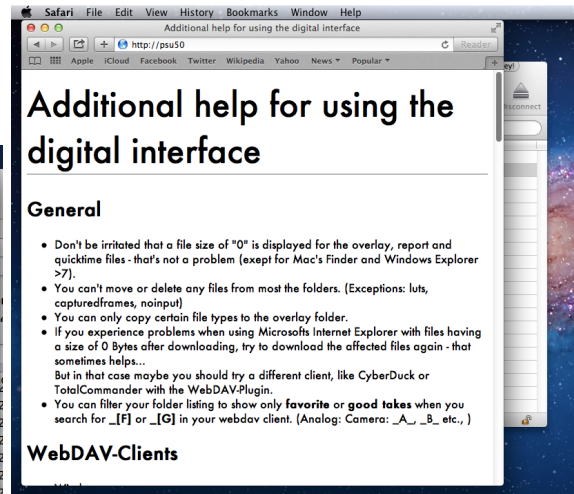 Safari File Edit View History Bookmarks Window Help
Additional help for using the digital interface
http://psu50
Reader
Apple iCloud Facebook Twitter Wikipedia Yahoo News Popular
ey!
Disconnect
Additional help for using the
digital interface
General
Don't be irritated that a file size of "0" is displayed for the overlay, report and
quicktime files - that's not a problem (exept for Mac's Finder and Windows Explorer
>7).
You can't move or delete any files from most the folders. (Exceptions: luts,
capturedframes, noinput)
You can only copy certain file types to the overlay folder.
If you experience problems when using Microsofts Internet Explorer with files having
a size of 0 Bytes after downloading, try to download the affected files again - that
sometimes helps...
But in that case maybe you should try a different client, like CyberDuck or
TotalCommander with the WebDAV-Plugin.
You can filter your folder listing to show only favorite or good takes when you
search for _[F] or _[G] in your webdav client. (Analog: Camera: _A_, _B_ etc., )
WebDAV-Clients